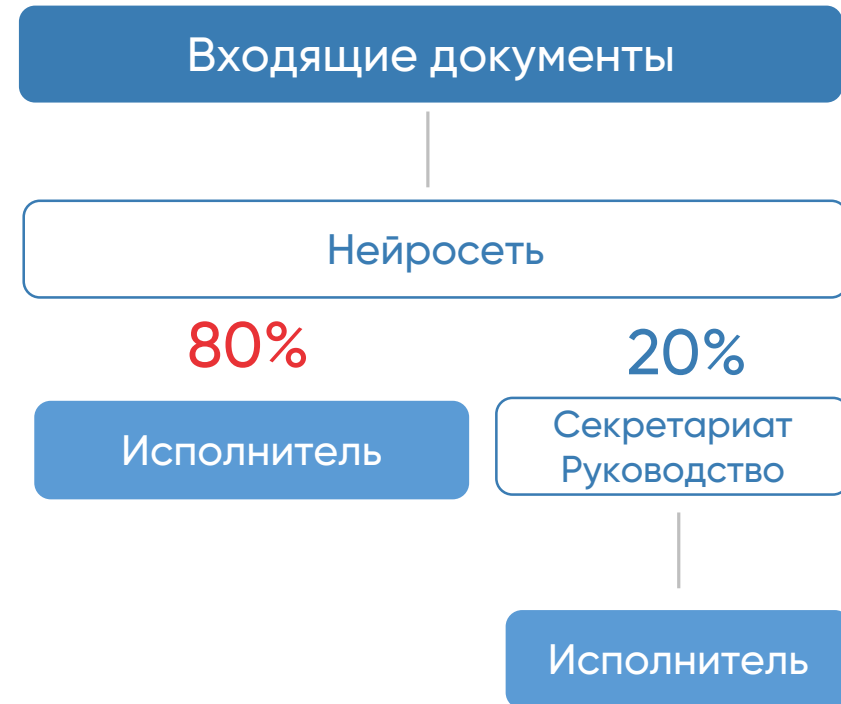 Входящие документы
Нейросеть
80%
20%
Исполнитель
Секретариат
Руководство
Исполнитель